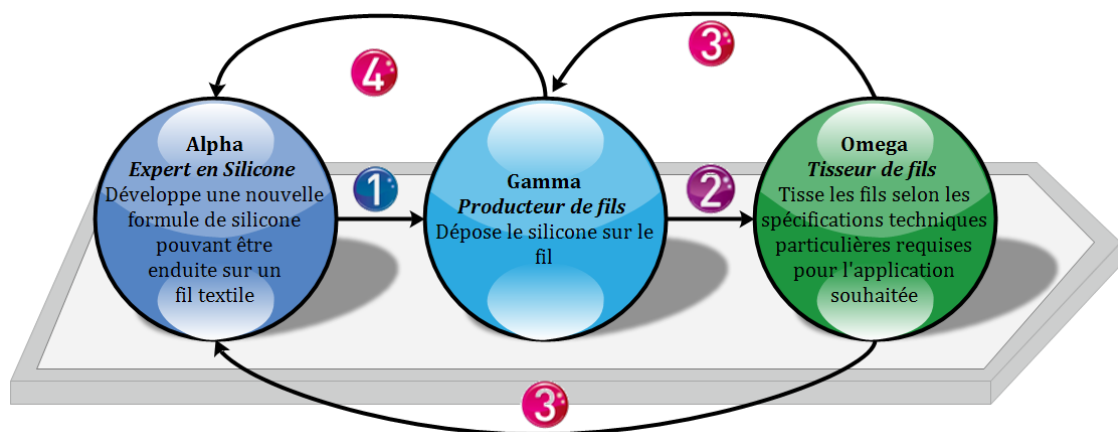 4
3
Alpha
Expert en Silicone
Développe une nouvelle
formule de silicone
pouvant être
enduite sur un
fil textile
1
Gamma
Producteur de fils
Dépose le silicone sur le
fil
2
Omega
Tisseur de fils
Tisse les fils selon les
spécifications techniques
particulières requises
pour l'application
souhaitée
3